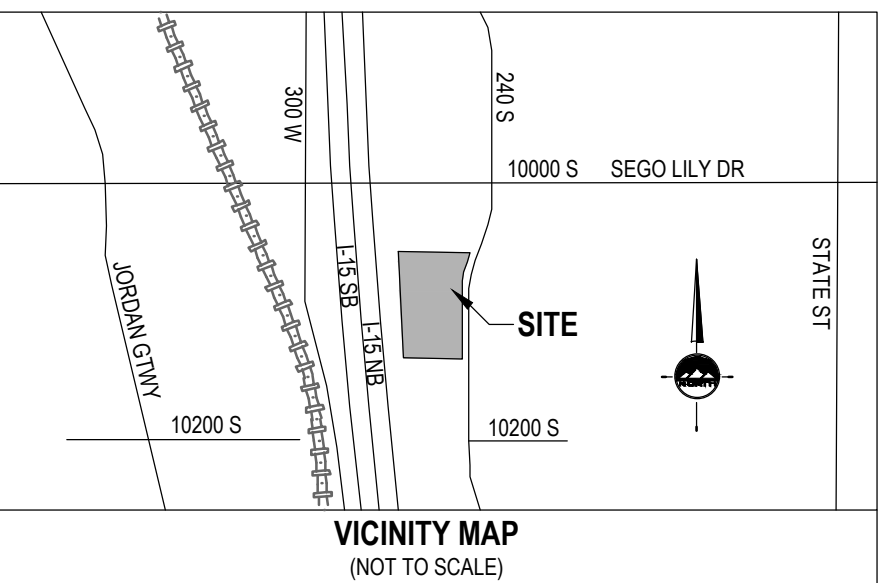 300 W
240 S
10000 S SEGO LILY DR
JORDAN GTWY
I-15 SB
I-15 NB
SITE
STATE ST
NORTH
10200 S
10200 S
VICINITY MAP
(NOT TO SCALE)